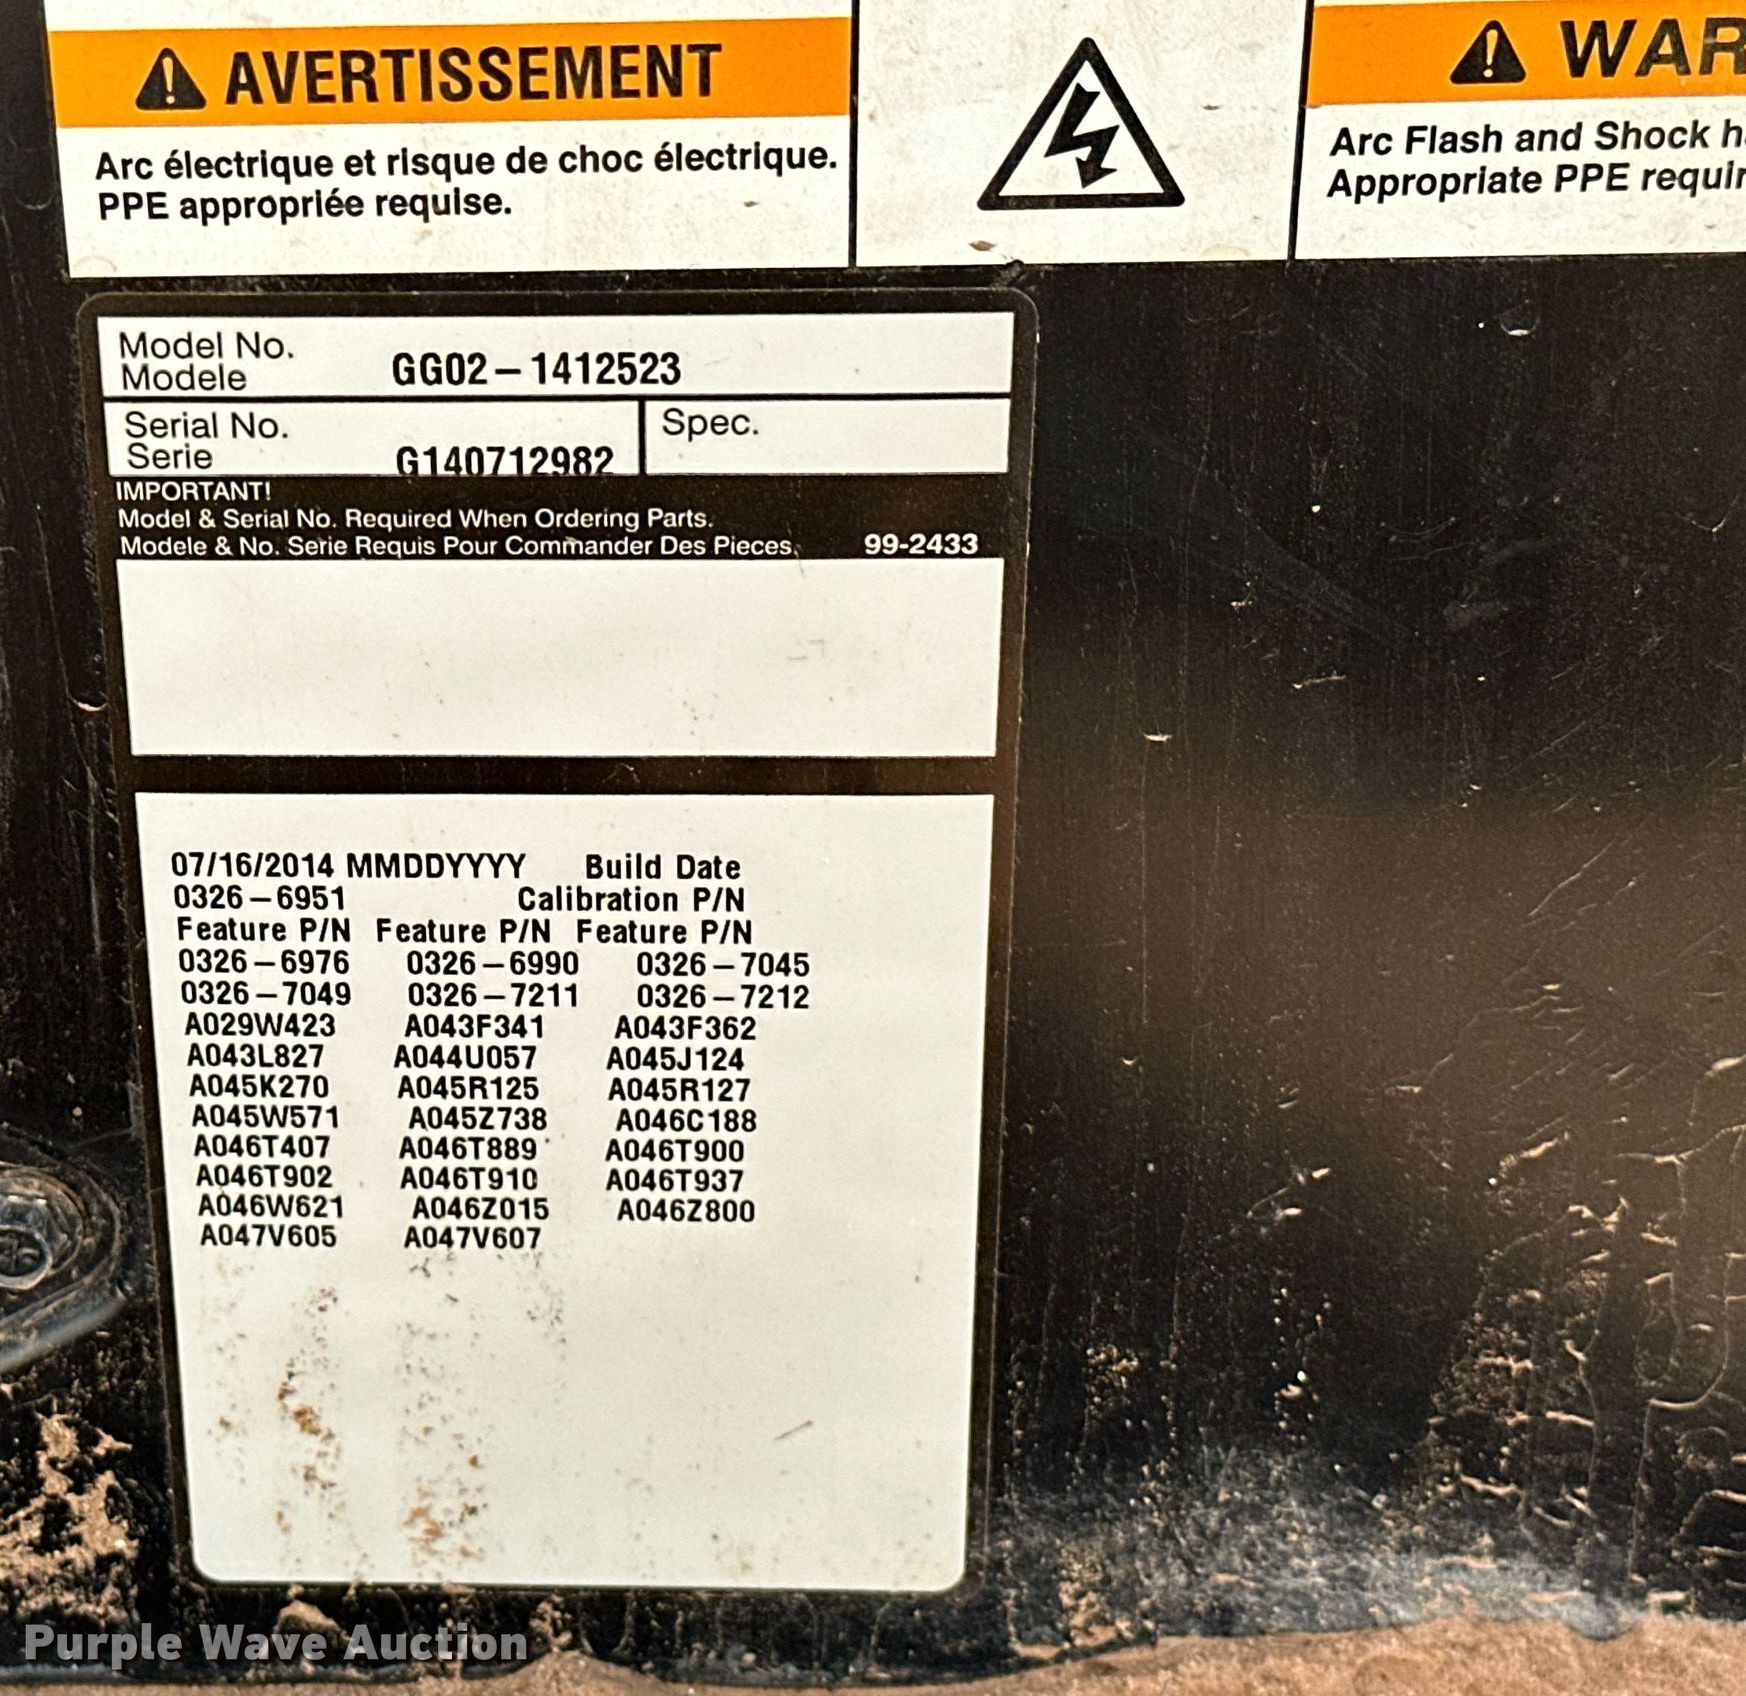 AVERTISSEMENT
Arc électrique et risque de choc électrique.
PPE appropriée requise.
WAR
Arc Flash and Shock h
Appropriate PPE requir
Model No.
Modele
GG02-1412523
Serial No.
Serie
G140712982
Spec.
IMPORTANT!
Model & Serial No. Required When Ordering Parts.
Modele & No. Serie Requis Pour Commander Des Pieces.
99-2433
07/16/2014 MMDDYYYY Build Date
0326-6951 Calibration P/N
Feature P/N Feature P/N Feature P/N
0326-6976 0326-6990 0326-7045
0326-7049 0326-7211 0326-7212
A029W423 A043F341 A043F362
A043L827 A044U057 A045J124
A045K270 A045R125 A045R127
A045W571 A045Z738 A046C188
A046T407 A046T889 A046T900
A046T902 A046T910 A046T937
A046W621 A046Z015 A046Z800
A047V605 A047V607
Purple Wave Auction